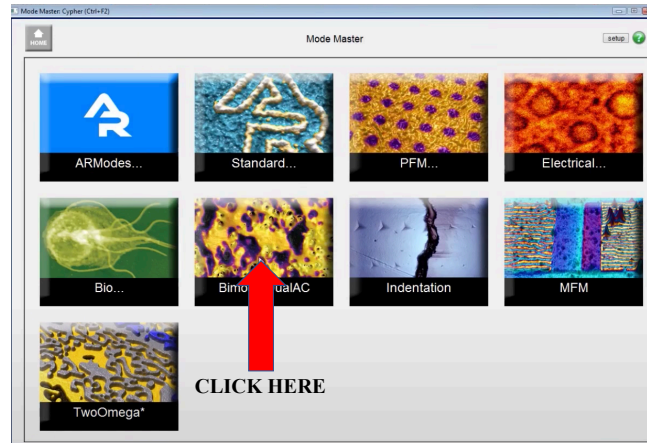 Mode Master: Cypher (Ctrl+F2)
HOME
Mode Master
setup
?
ARModes...
Standard...
PFM...
Electrical...
Bio...
Indentation
MFM
TwoOmega*
CLICK HERE